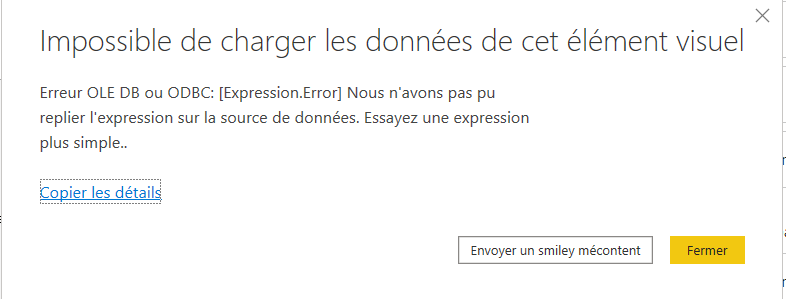 Impossible de charger les données de cet élément visuel
Erreur OLE DB ou ODBC: [Expression.Error] Nous n'avons pas pu
replier l'expression sur la source de données. Essayez une expression
plus simple..
Copier les détails
Envoyer un smiley mécontent
Fermer